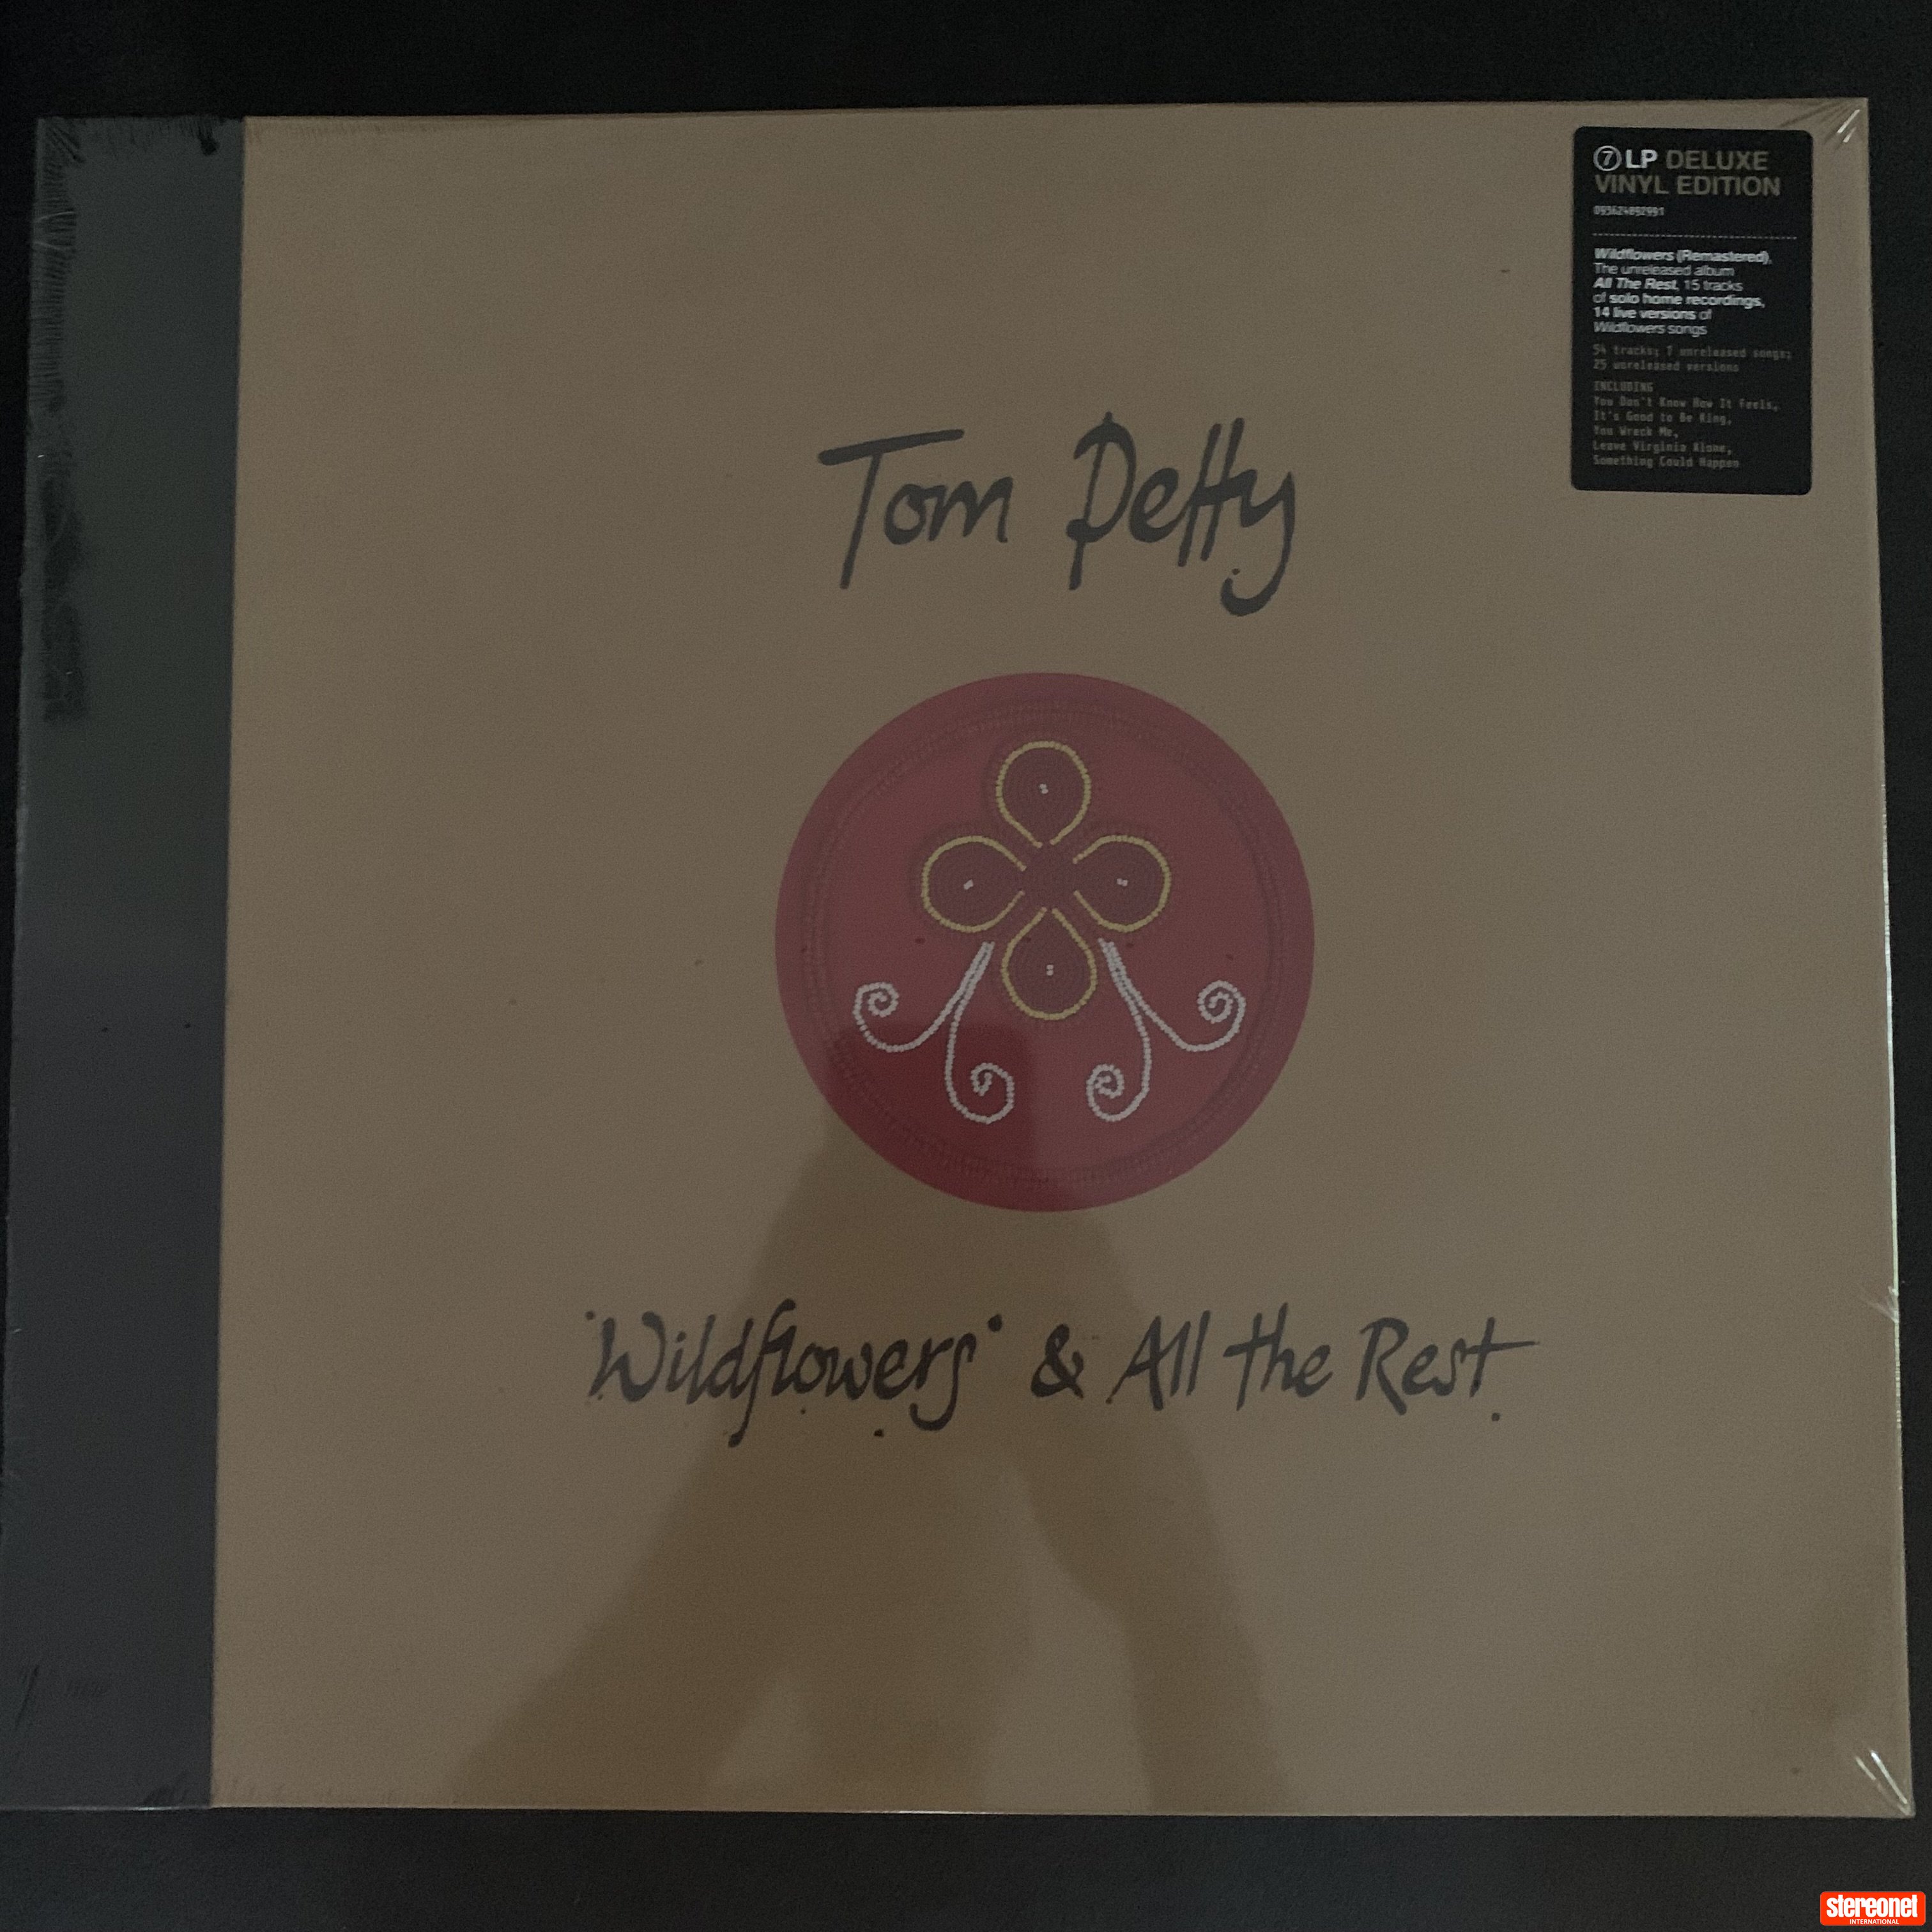 7 LP DELUXE
VINYL EDITION
093624892991
Wildflowers (Remastered),
The unreleased album
All The Rest, 15 tracks
of solo home recordings,
14 live versions of
Wildflowers songs
54 tracks; 7 unreleased songs;
25 unreleased versions
INCLUDING
You Don't Know How It Feels,
It's Good to Be King,
You Wreck Me,
Leave Virginia Alone,
Something Could Happen
Tom Petty
Wildflowers & All the Rest
stereonet
INTERNATIONAL